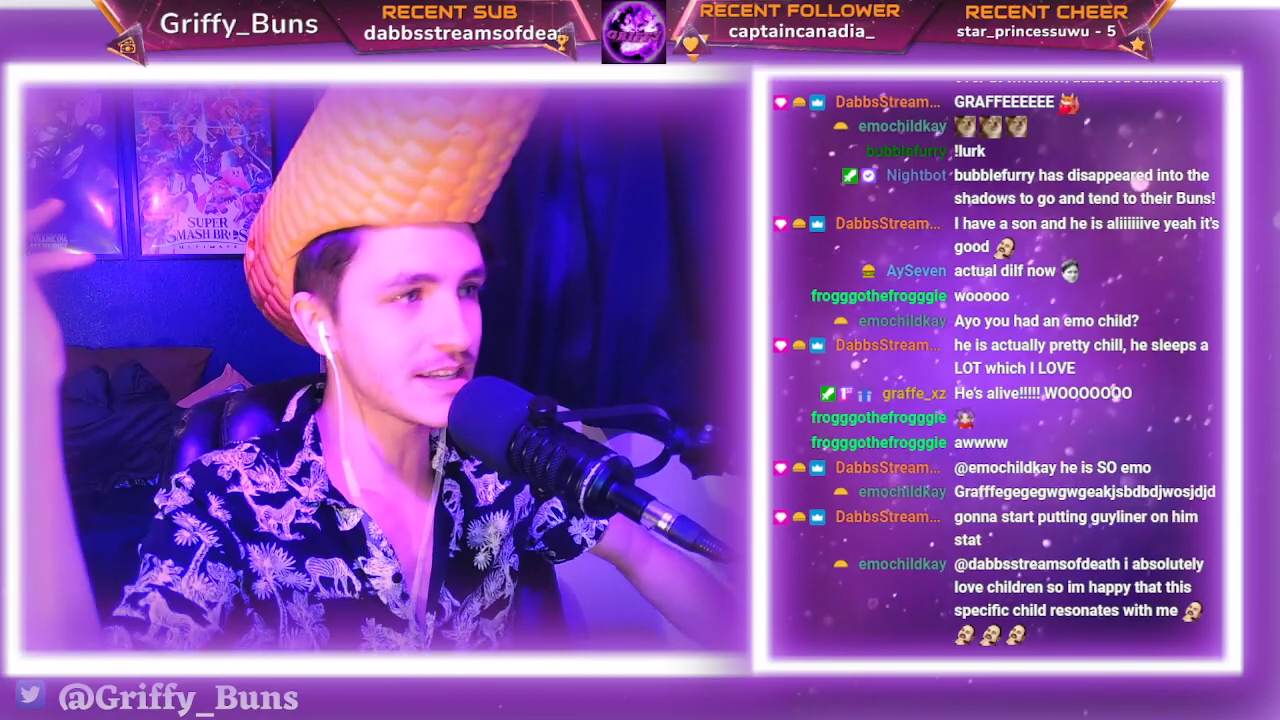 Griffy_Buns
RECENT SUB
dabbsstreamsofdea
RECENT FOLLOWER
captaincanadia_
RECENT CHEER
star_princessuwu - 5
SUPER
SMASH BROS
ULTIMATE
DabbsStream... GRAFFEEEEEE
emochildkay
bubblefurry !lurk
Nightbot bubblefurry has disappeared into the
shadows to go and tend to their Buns!
DabbsStream... I have a son and he is aliiiiiive yeah it's
good
AySeven actual dilf now
frogggothefrogggie wooooo
emochildkay Ayo you had an emo child?
DabbsStream... he is actually pretty chill, he sleeps a
LOT which I LOVE
graffe_xz He's alive!!!!! WOOOOOOO
frogggothefrogggie
frogggothefrogggie awwww
DabbsStream... @emochildkay he is SO emo
emochildkay Grafffegegegwgwgeakjsbdbdjwosjdjd
DabbsStream... gonna start putting guyliner on him
stat
emochildkay @dabbsstreamsofdeath i absolutely
love children so im happy that this
specific child resonates with me
@Griffy_Buns